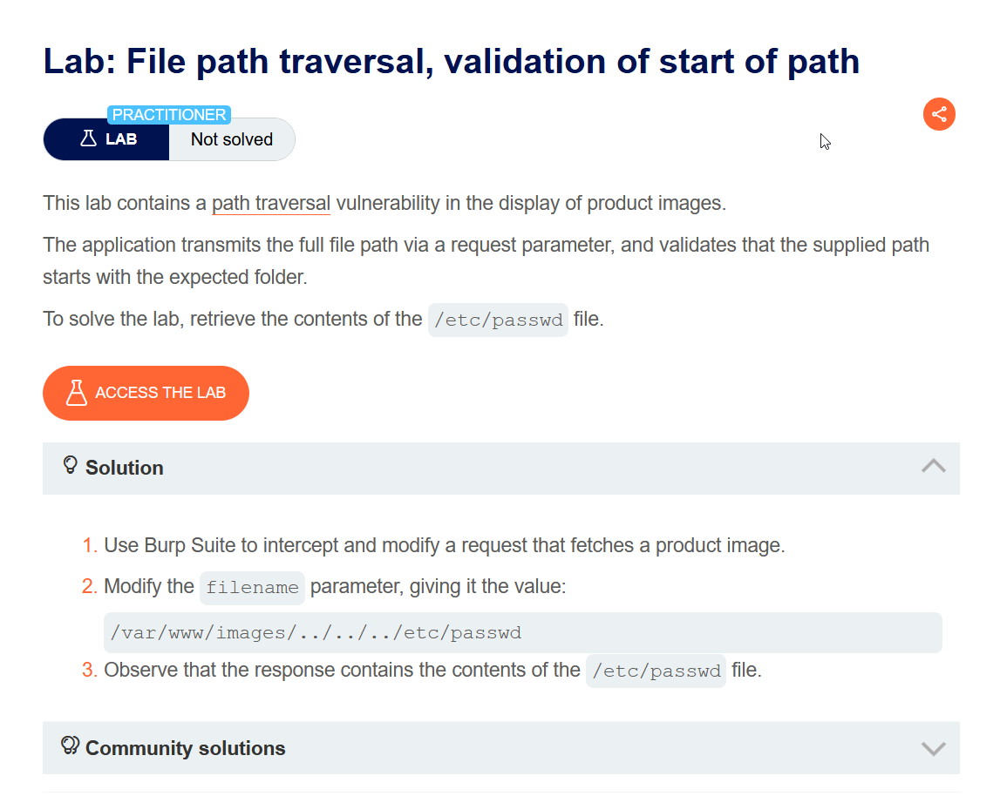 Lab: File path traversal, validation of start of path
PRACTITIONER
LAB
Not solved
This lab contains a path traversal vulnerability in the display of product images.
The application transmits the full file path via a request parameter, and validates that the supplied path
starts with the expected folder.
To solve the lab, retrieve the contents of the /etc/passwd file.
ACCESS THE LAB
Solution
1. Use Burp Suite to intercept and modify a request that fetches a product image.
2. Modify the filename parameter, giving it the value:
/var/www/images/../../../etc/passwd
3. Observe that the response contains the contents of the /etc/passwd file.
Community solutions